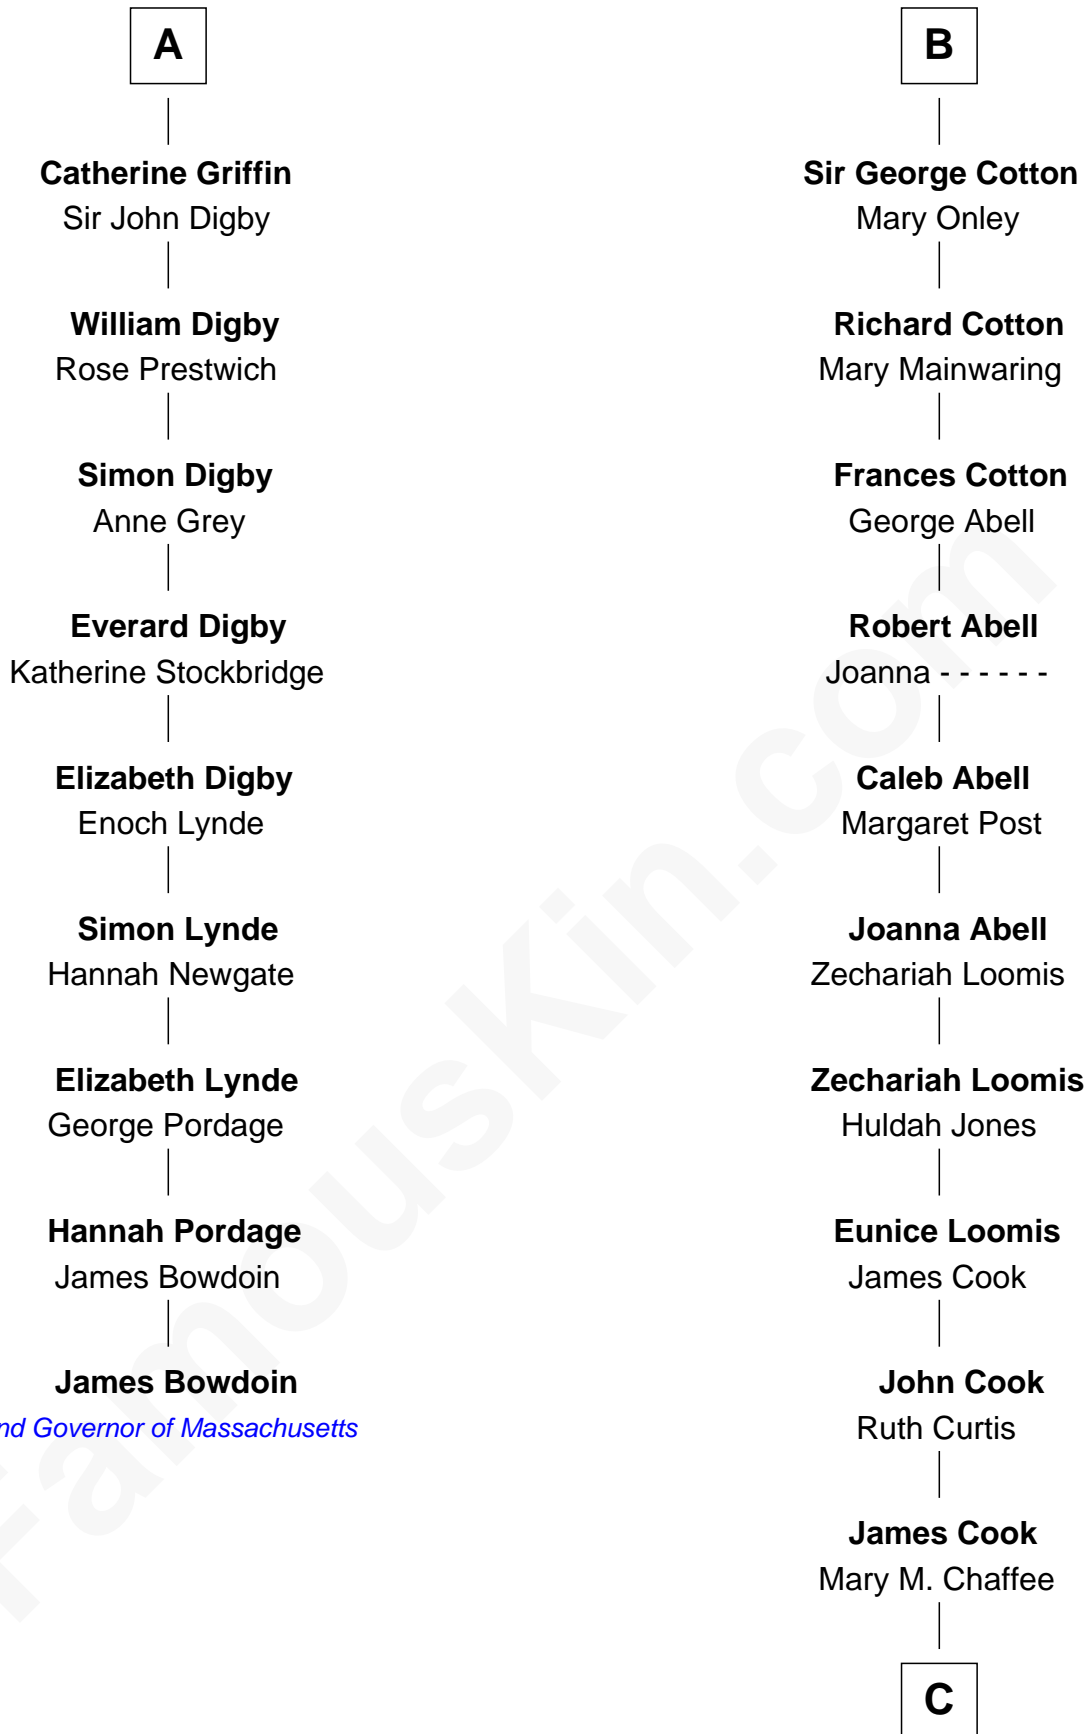 A
Catherine Griffin
Sir John Digby
William Digby
Rose Prestwich
Simon Digby
Anne Grey
Everard Digby
Katherine Stockbridge
Elizabeth Digby
Enoch Lynde
Simon Lynde
Hannah Newgate
Elizabeth Lynde
George Pordage
Hannah Pordage
James Bowdoin
James Bowdoin
nd Governor of Massachusetts
B
Sir George Cotton
Mary Onley
Richard Cotton
Mary Mainwaring
Frances Cotton
George Abell
Robert Abell
Joanna - - - - - -
Caleb Abell
Margaret Post
Joanna Abell
Zechariah Loomis
Zechariah Loomis
Huldah Jones
Eunice Loomis
James Cook
John Cook
Ruth Curtis
James Cook
Mary M. Chaffee
C
FamousKin.com